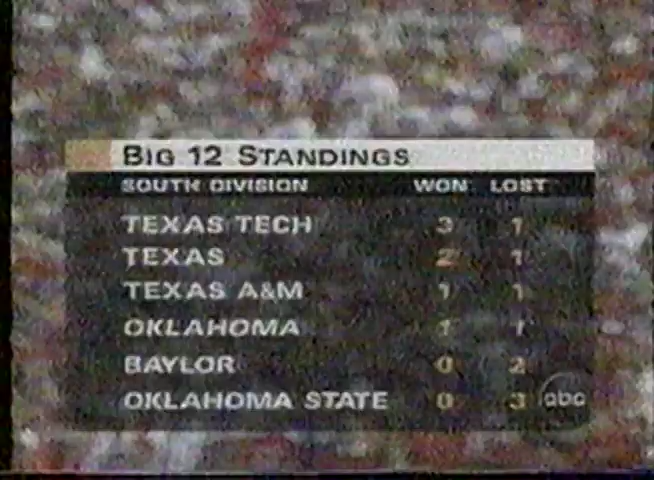 BIG 12 STANDINGS
SOUTH DIVISION WON LOST
TEXAS TECH 3 1
TEXAS 2 1
TEXAS A&M 1 1
OKLAHOMA 1 1
BAYLOR 0 2
OKLAHOMA STATE 0 3
abc